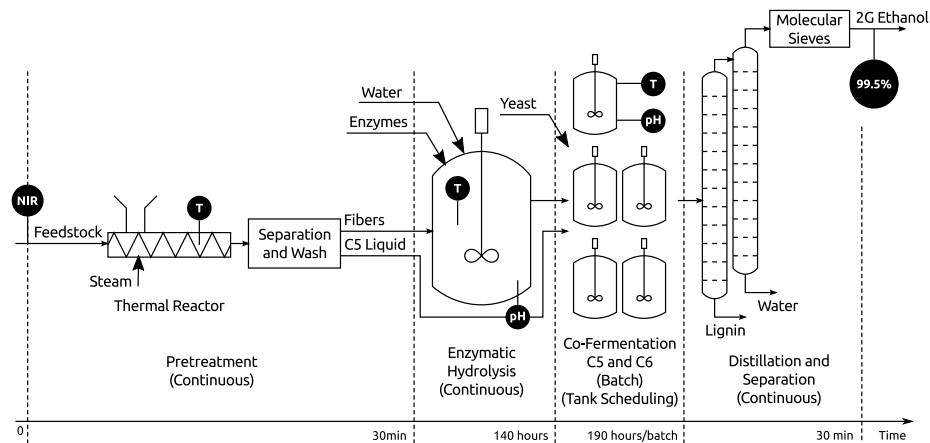 Molecular
Sieves
2G Ethanol
99.5%
Water
Enzymes
Yeast
T
pH
NIR
Feedstock
T
T
Separation
and Wash
Fibers
C5 Liquid
Steam
Thermal Reactor
pH
Water
Lignin
Pretreatment
(Continuous)
Enzymatic
Hydrolysis
(Continuous)
Co-Fermentation
C5 and C6
(Batch)
(Tank Scheduling)
Distillation and
Separation
(Continuous)
0
30min
140 hours
190 hours/batch
30 min
Time